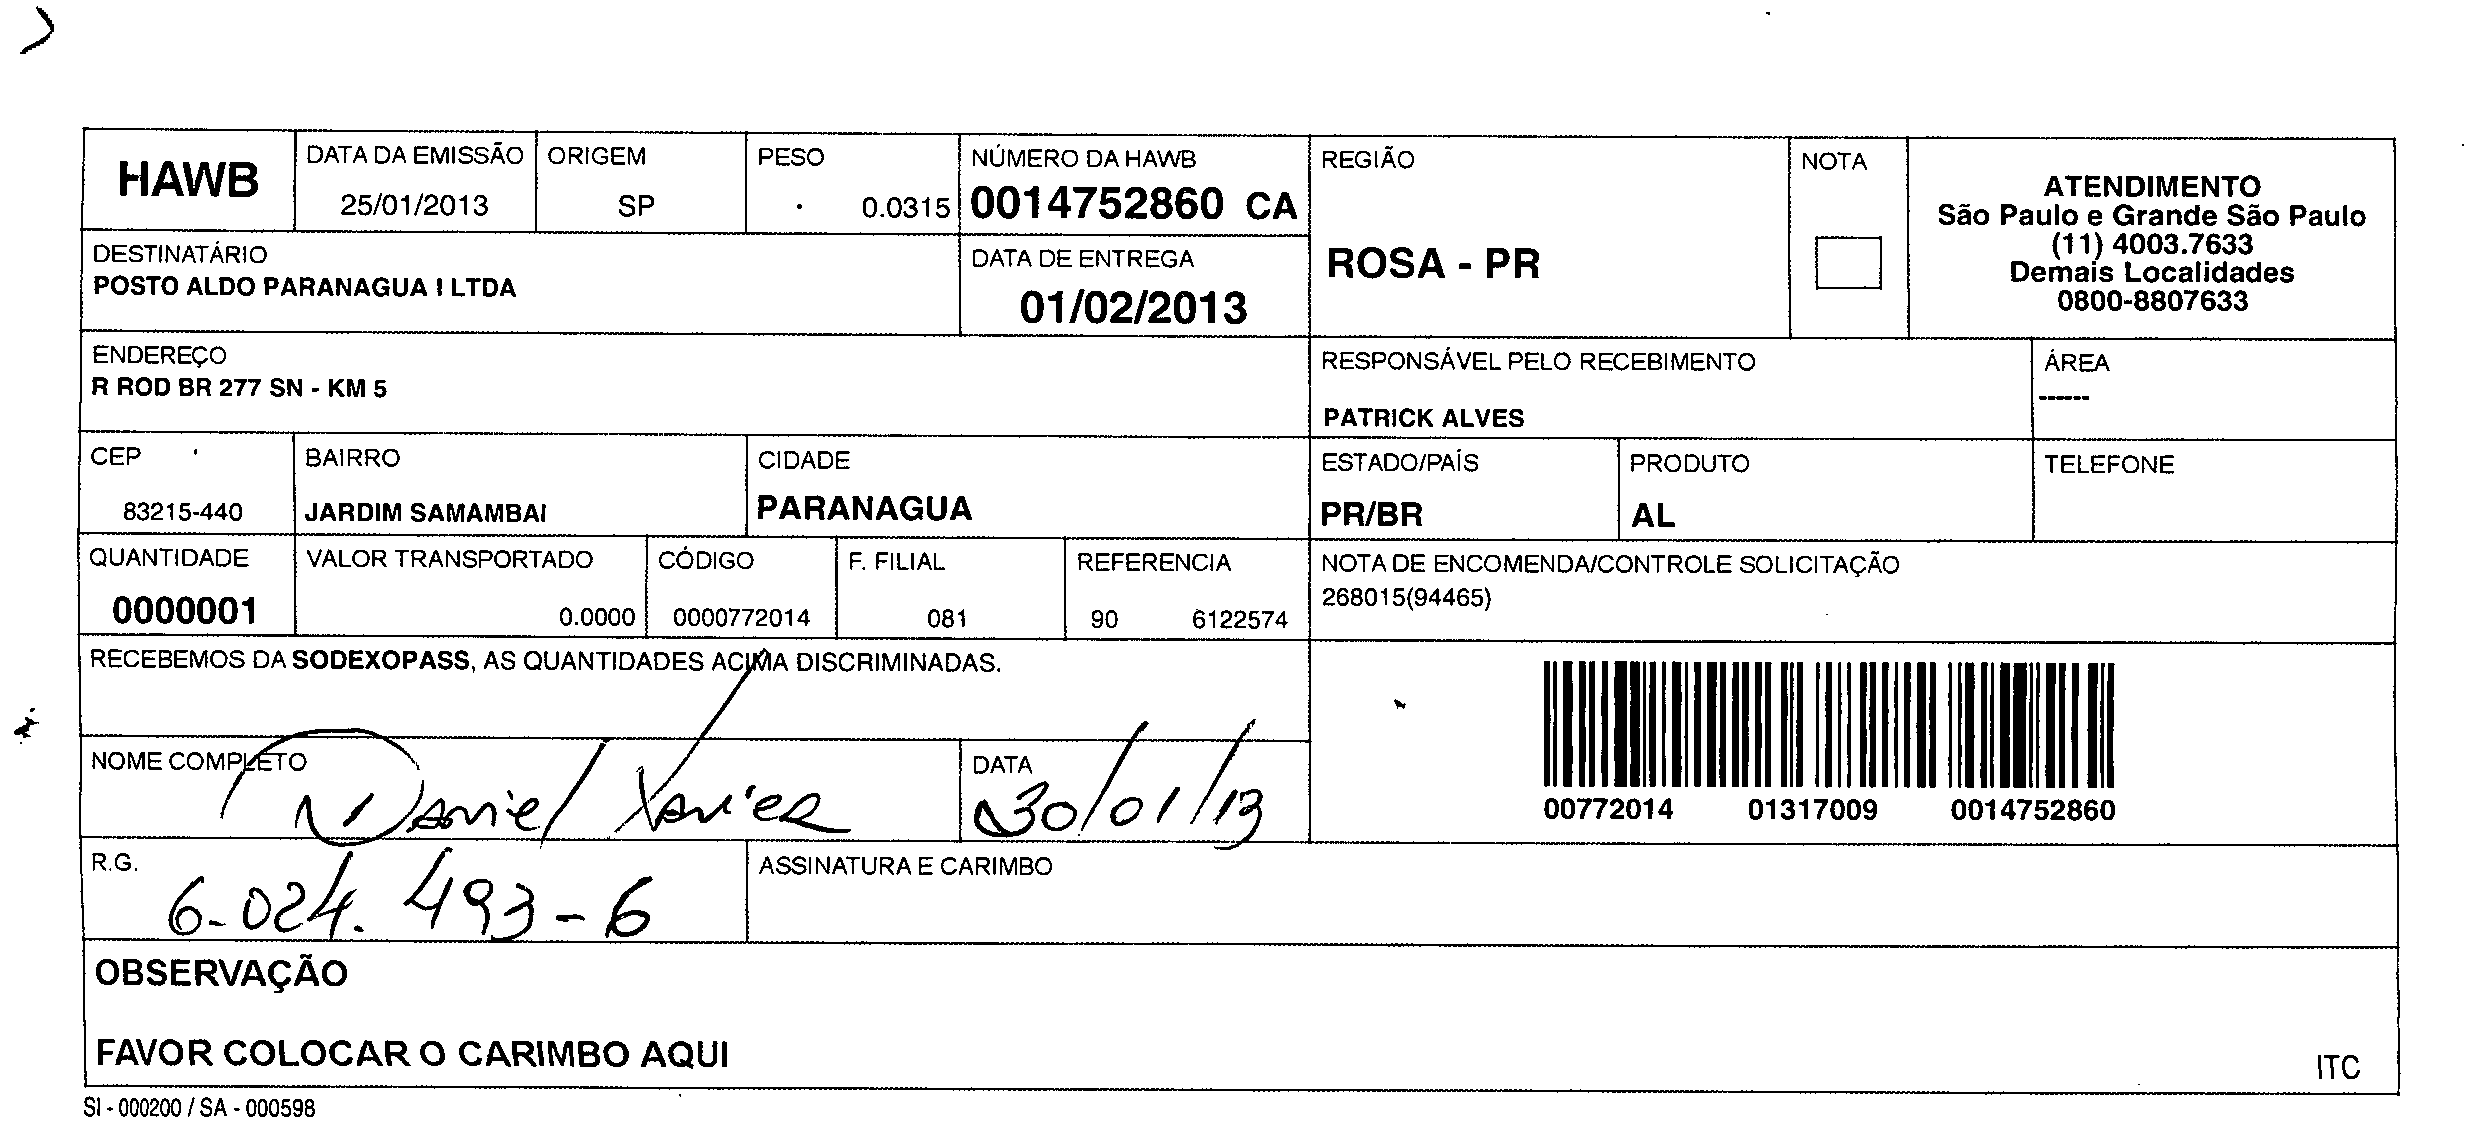 HAWB
DATA DA EMISSÃO
25/01/2013
ORIGEM
SP
PESO
0.0315
NÚMERO DA HAWB
0014752860 CA
REGIÃO
ROSA - PR
NOTA
ATENDIMENTO
São Paulo e Grande São Paulo
(11) 4003.7633
Demais Localidades
0800-8807633
DESTINATÁRIO
POSTO ALDO PARANAGUA I LTDA
DATA DE ENTREGA
01/02/2013
ENDEREÇO
R ROD BR 277 SN - KM 5
RESPONSÁVEL PELO RECEBIMENTO
PATRICK ALVES
ÁREA
------
CEP
83215-440
BAIRRO
JARDIM SAMAMBAI
CIDADE
PARANAGUA
ESTADO/PAÍS
PR/BR
PRODUTO
AL
TELEFONE
QUANTIDADE
0000001
VALOR TRANSPORTADO
0.0000
CÓDIGO
0000772014
F. FILIAL
081
REFERENCIA
90 6122574
NOTA DE ENCOMENDA/CONTROLE SOLICITAÇÃO
268015(94465)
RECEBEMOS DA SODEXOPASS, AS QUANTIDADES ACIMA DISCRIMINADAS.
NOME COMPLETO
Daniel Xavier
DATA
30/01/13
00772014 01317009 0014752860
R.G.
6-024.493-6
ASSINATURA E CARIMBO
OBSERVAÇÃO
FAVOR COLOCAR O CARIMBO AQUI
ITC
SI - 000200 / SA - 000598